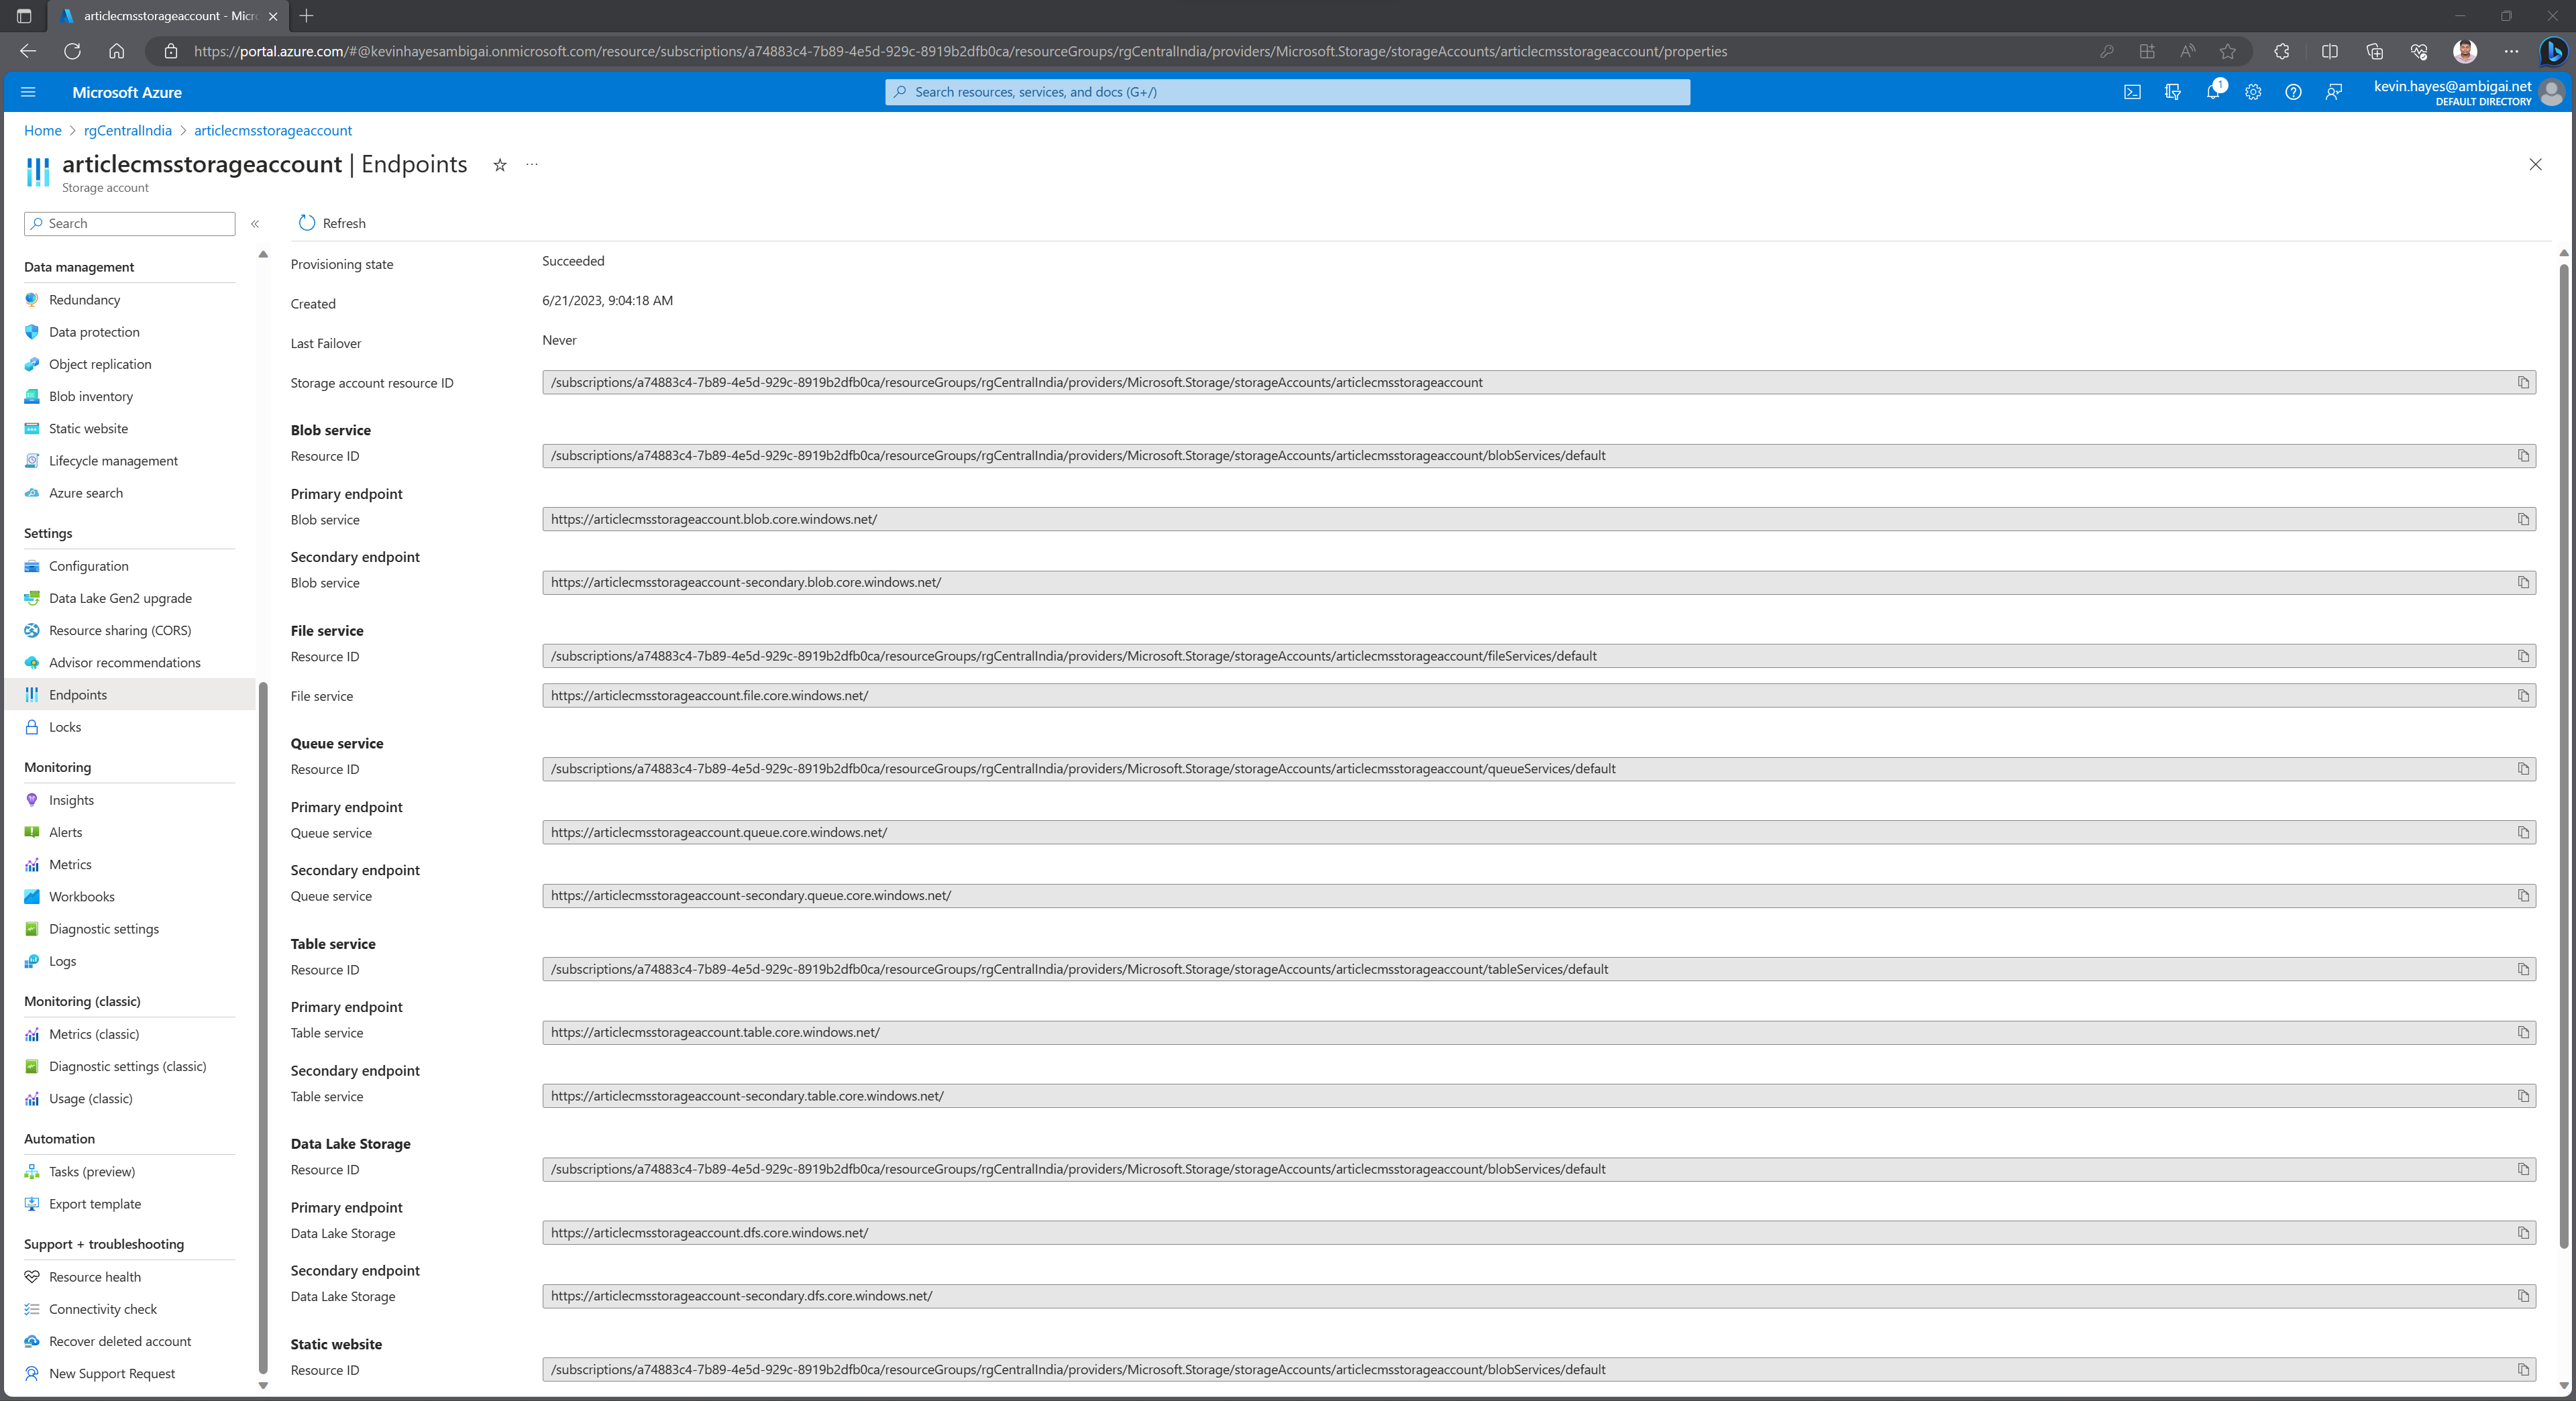 articlecmsstorageaccount - Micr
https://portal.azure.com/#@kevinhayesambigai.onmicrosoft.com/resource/subscriptions/a74883c4-7b89-4e5d-929c-8919b2dfb0ca/resourceGroups/rgCentralIndia/providers/Microsoft.Storage/storageAccounts/articlecmsstorageaccount/properties
Microsoft Azure
Search resources, services, and docs (G+/)
1
kevin.hayes@ambigai.net
DEFAULT DIRECTORY
Home > rgCentralIndia > articlecmsstorageaccount
articlecmsstorageaccount | Endpoints
Storage account
Search
Data management
Redundancy
Data protection
Object replication
Blob inventory
Static website
Lifecycle management
Azure search
Settings
Configuration
Data Lake Gen2 upgrade
Resource sharing (CORS)
Advisor recommendations
Endpoints
Locks
Monitoring
Insights
Alerts
Metrics
Workbooks
Diagnostic settings
Logs
Monitoring (classic)
Metrics (classic)
Diagnostic settings (classic)
Usage (classic)
Automation
Tasks (preview)
Export template
Support + troubleshooting
Resource health
Connectivity check
Recover deleted account
New Support Request
Refresh
Provisioning state Succeeded
Created 6/21/2023, 9:04:18 AM
Last Failover Never
Storage account resource ID /subscriptions/a74883c4-7b89-4e5d-929c-8919b2dfb0ca/resourceGroups/rgCentralIndia/providers/Microsoft.Storage/storageAccounts/articlecmsstorageaccount
Blob service
Resource ID /subscriptions/a74883c4-7b89-4e5d-929c-8919b2dfb0ca/resourceGroups/rgCentralIndia/providers/Microsoft.Storage/storageAccounts/articlecmsstorageaccount/blobServices/default
Primary endpoint
Blob service https://articlecmsstorageaccount.blob.core.windows.net/
Secondary endpoint
Blob service https://articlecmsstorageaccount-secondary.blob.core.windows.net/
File service
Resource ID /subscriptions/a74883c4-7b89-4e5d-929c-8919b2dfb0ca/resourceGroups/rgCentralIndia/providers/Microsoft.Storage/storageAccounts/articlecmsstorageaccount/fileServices/default
File service https://articlecmsstorageaccount.file.core.windows.net/
Queue service
Resource ID /subscriptions/a74883c4-7b89-4e5d-929c-8919b2dfb0ca/resourceGroups/rgCentralIndia/providers/Microsoft.Storage/storageAccounts/articlecmsstorageaccount/queueServices/default
Primary endpoint
Queue service https://articlecmsstorageaccount.queue.core.windows.net/
Secondary endpoint
Queue service https://articlecmsstorageaccount-secondary.queue.core.windows.net/
Table service
Resource ID /subscriptions/a74883c4-7b89-4e5d-929c-8919b2dfb0ca/resourceGroups/rgCentralIndia/providers/Microsoft.Storage/storageAccounts/articlecmsstorageaccount/tableServices/default
Primary endpoint
Table service https://articlecmsstorageaccount.table.core.windows.net/
Secondary endpoint
Table service https://articlecmsstorageaccount-secondary.table.core.windows.net/
Data Lake Storage
Resource ID /subscriptions/a74883c4-7b89-4e5d-929c-8919b2dfb0ca/resourceGroups/rgCentralIndia/providers/Microsoft.Storage/storageAccounts/articlecmsstorageaccount/blobServices/default
Primary endpoint
Data Lake Storage https://articlecmsstorageaccount.dfs.core.windows.net/
Secondary endpoint
Data Lake Storage https://articlecmsstorageaccount-secondary.dfs.core.windows.net/
Static website
Resource ID /subscriptions/a74883c4-7b89-4e5d-929c-8919b2dfb0ca/resourceGroups/rgCentralIndia/providers/Microsoft.Storage/storageAccounts/articlecmsstorageaccount/blobServices/default